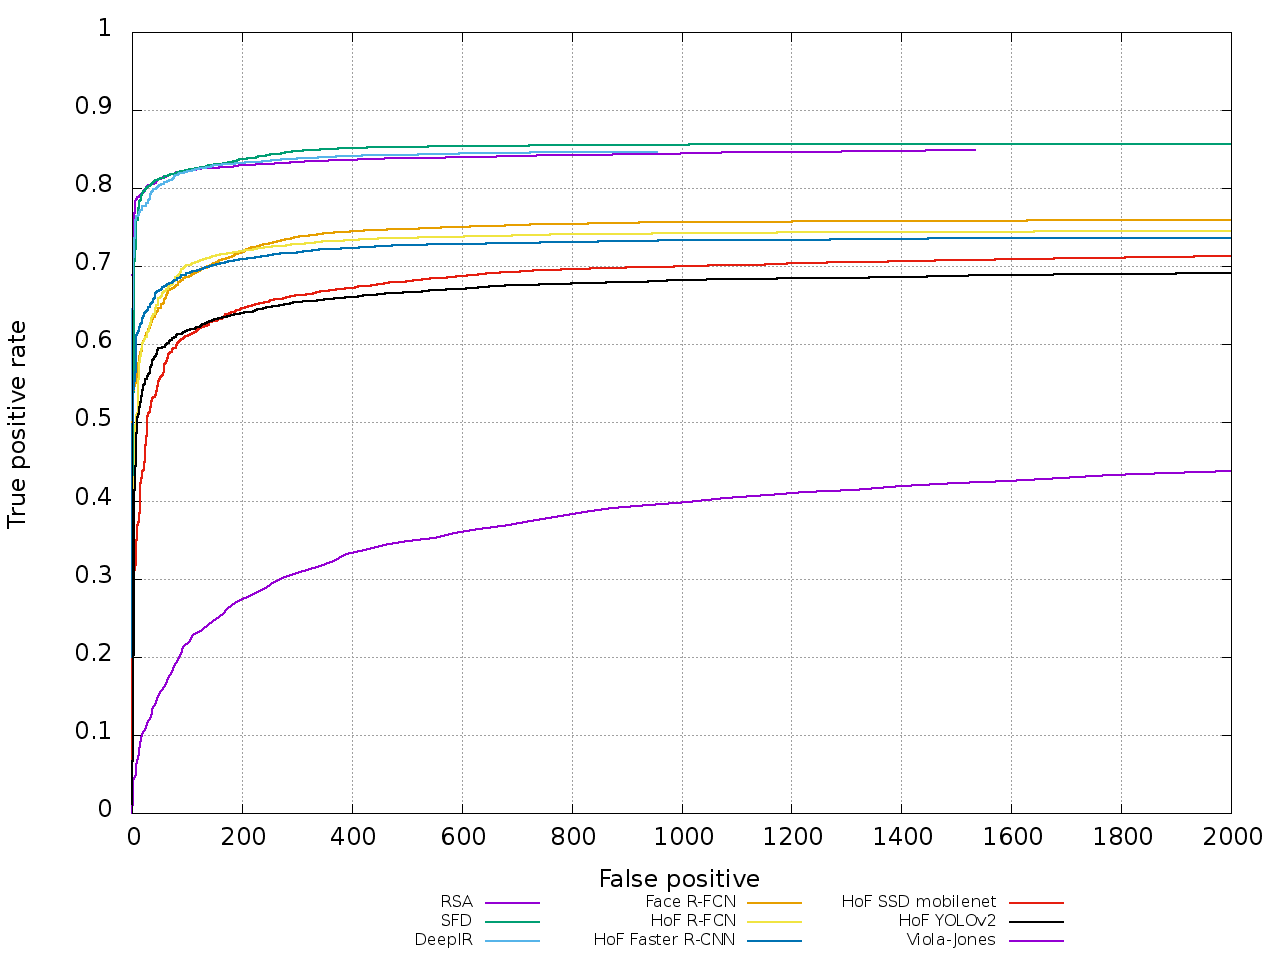 1
0.9
0.8
0.7
0.6
0.5
0.4
0.3
0.2
0.1
0
True positive rate
0 200 400 600 800 1000 1200 1400 1600 1800 2000
False positive
RSA Face R-FCN HoF SSD mobilenet
SFD HoF R-FCN HoF YOLOv2
DeepIR HoF Faster R-CNN Viola-Jones